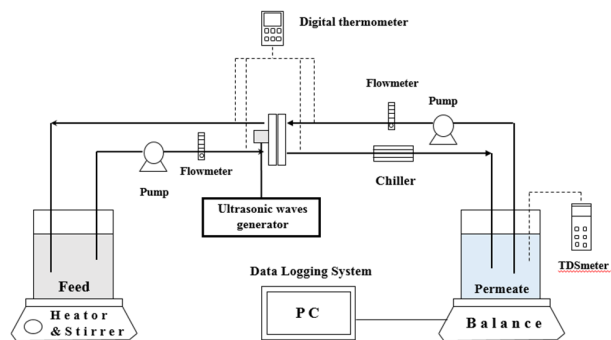 Digital thermometer
Flowmeter
Pump
Flowmeter
Pump
Chiller
Ultrasonic waves
generator
TDSmeter
Data Logging System
Feed
Permeate
PC
Heator
& Stirrer
Balance